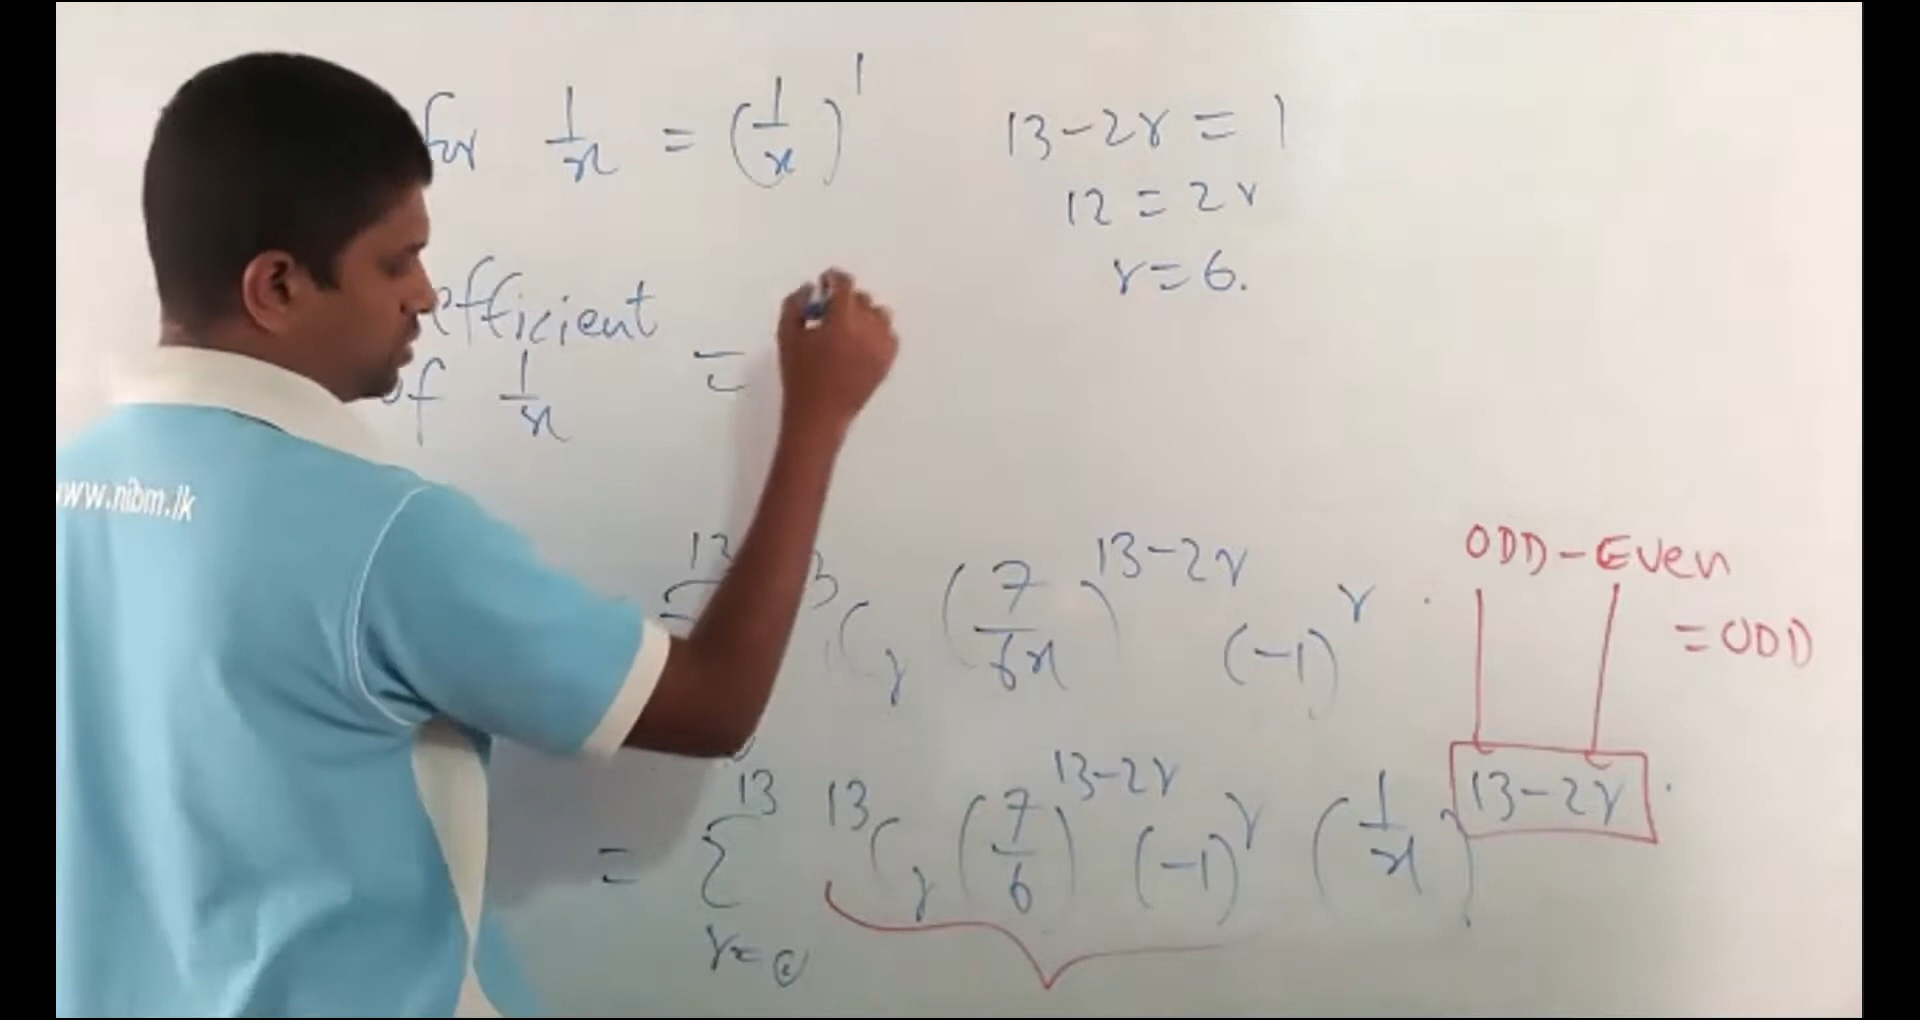 for 1/x = (1/x)^1
13-2r = 1
12 = 2r
r = 6.
efficient
of 1/x =
www.nibm.lk
13 Σ 13Cr (7/6x)^13-2r (-1)^r .
ODD - Even
= ODD
= 13 Σ r=0 13Cr (7/6)^13-2r (-1)^r (1/x)^13-2r .